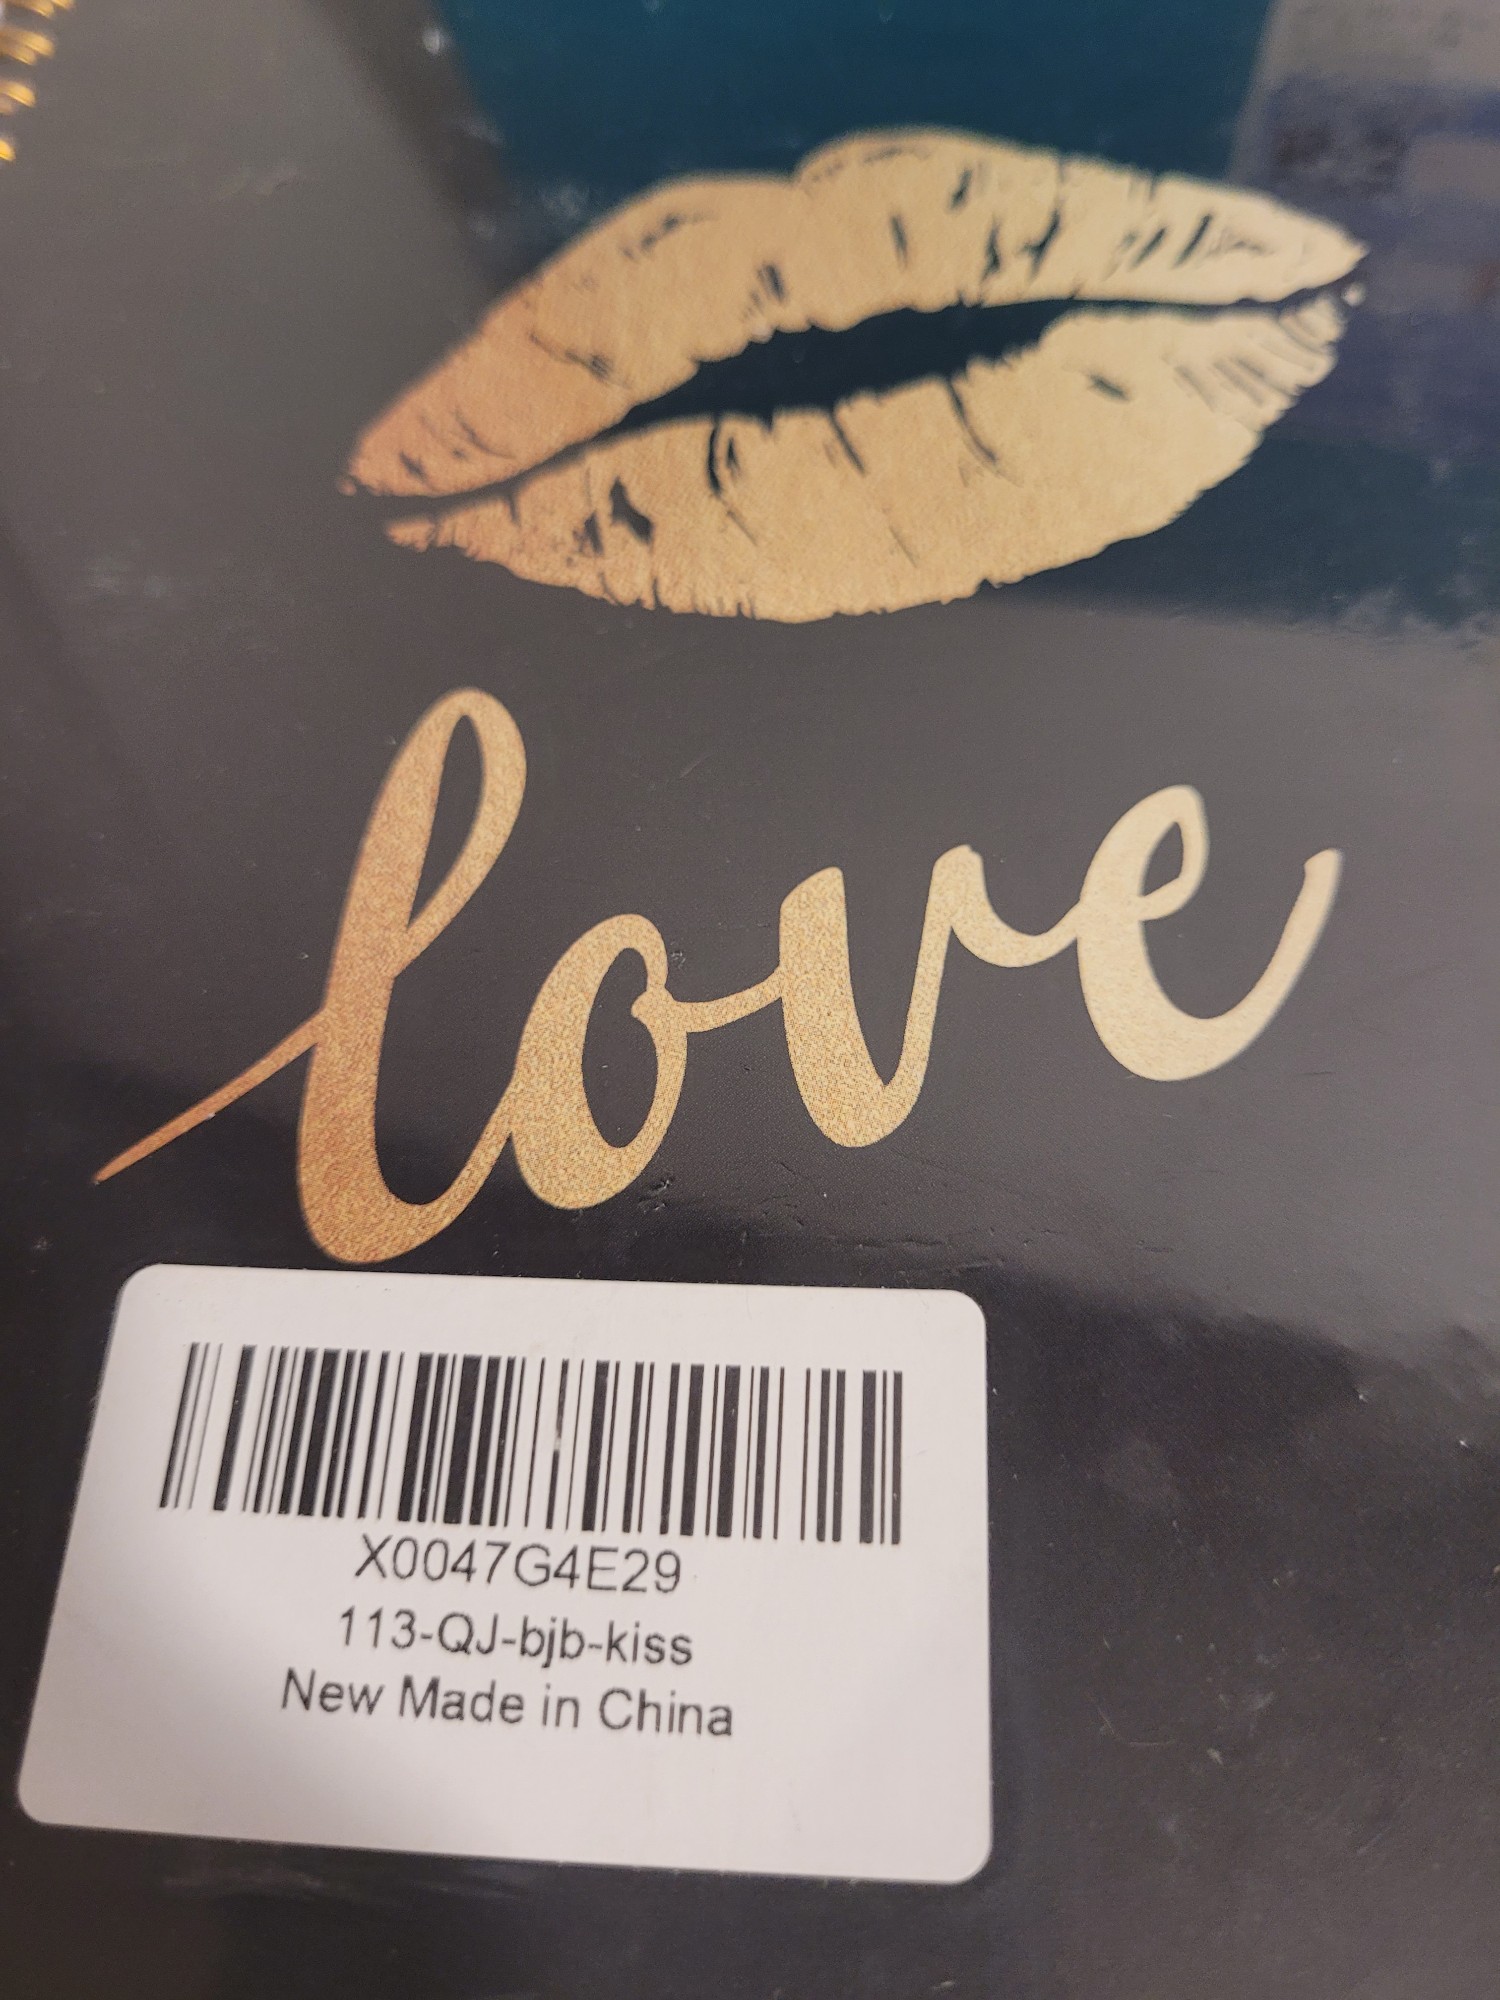 love
X0047G4E29
113-QJ-bjb-kiss
New Made in China